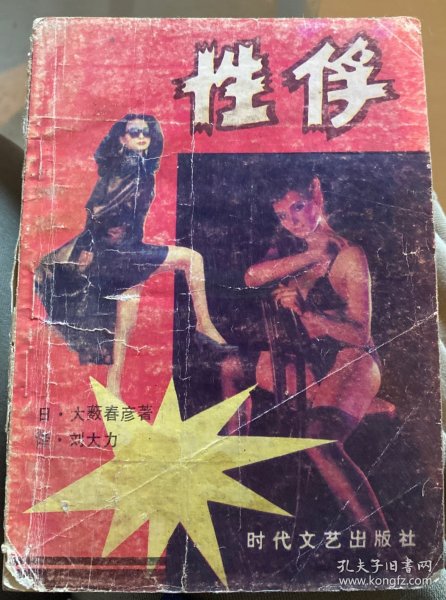 性俘
日·大薮春彦著
译·刘大力
时代文艺出版社
孔夫子旧书网
www.kongfz.com